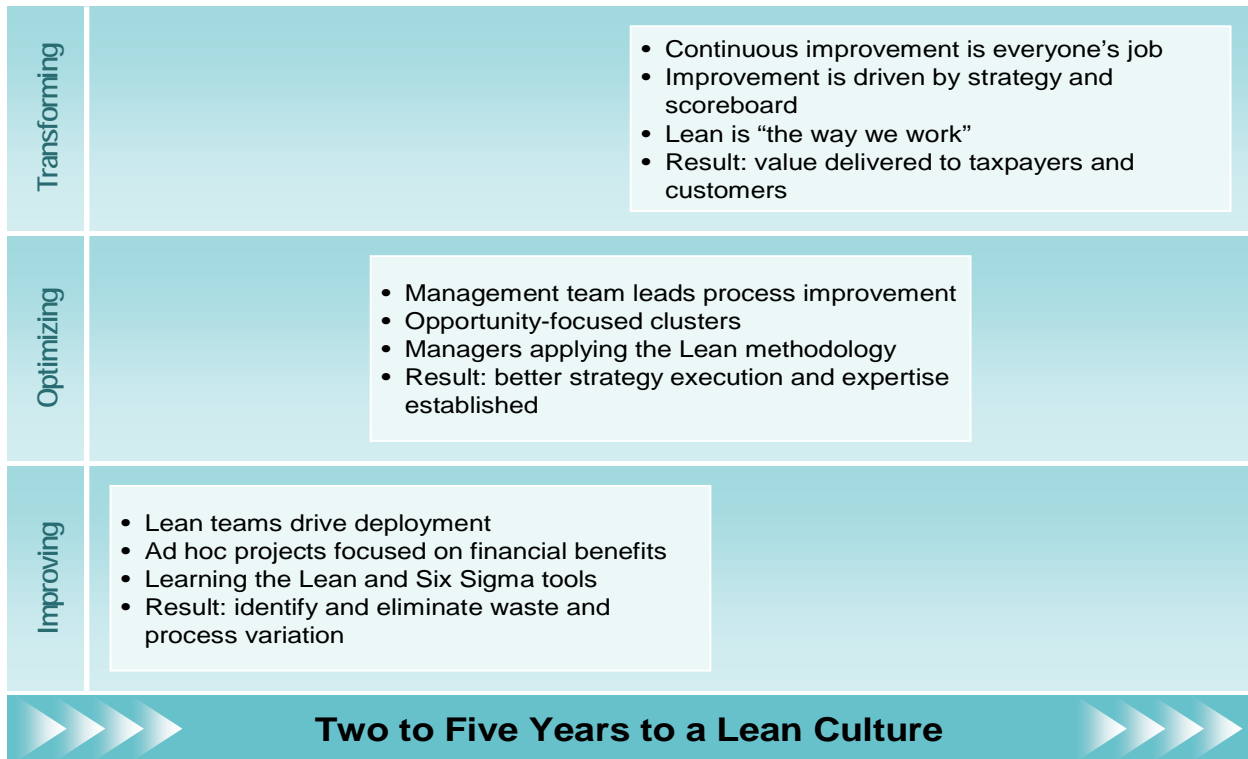 Transforming
• Continuous improvement is everyone’s job
• Improvement is driven by strategy and
scoreboard
• Lean is “the way we work”
• Result: value delivered to taxpayers and
customers
Optimizing
• Management team leads process improvement
• Opportunity-focused clusters
• Managers applying the Lean methodology
• Result: better strategy execution and expertise
established
Improving
• Lean teams drive deployment
• Ad hoc projects focused on financial benefits
• Learning the Lean and Six Sigma tools
• Result: identify and eliminate waste and
process variation
Two to Five Years to a Lean Culture